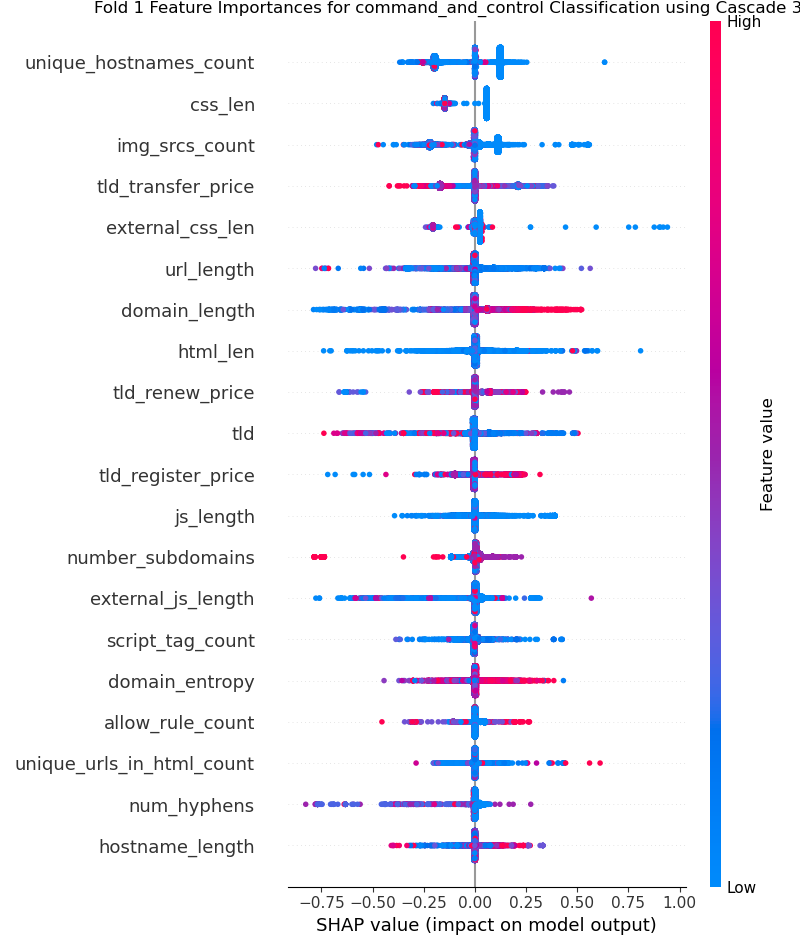 Fold 1 Feature Importances for command_and_control Classification using Cascade 3
High
unique_hostnames_count
css_len
img_srcs_count
tld_transfer_price
external_css_len
url_length
domain_length
html_len
tld_renew_price
tld
tld_register_price
js_length
number_subdomains
external_js_length
script_tag_count
domain_entropy
allow_rule_count
unique_urls_in_html_count
num_hyphens
hostname_length
Feature value
Low
−0.75 −0.50 −0.25 0.00 0.25 0.50 0.75 1.00
SHAP value (impact on model output)